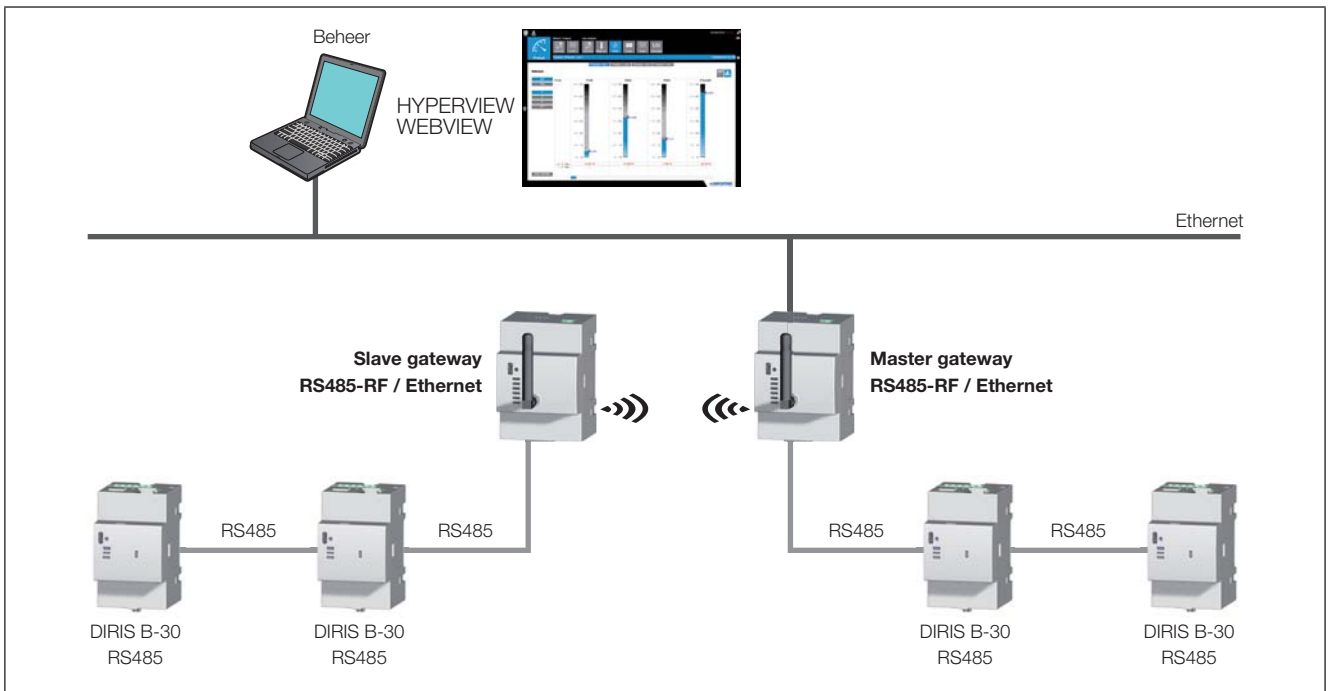 Beheer
HYPERVIEW
WEBVIEW
Ethernet
Slave gateway
RS485-RF / Ethernet
Master gateway
RS485-RF / Ethernet
RS485
RS485
RS485
RS485
DIRIS B-30
RS485
DIRIS B-30
RS485
DIRIS B-30
RS485
DIRIS B-30
RS485